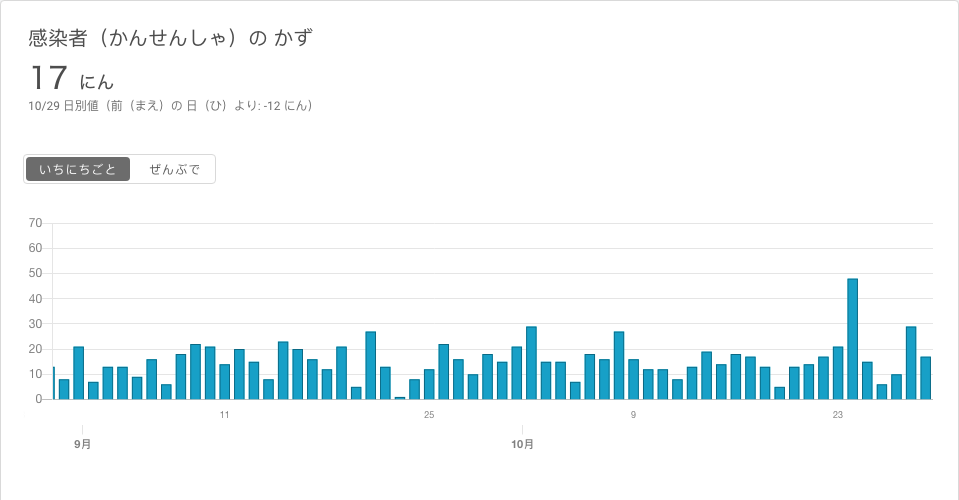 感染者（かんせんしゃ）の かず
17 にん
10/29 日別値（前（まえ）の 日（ひ）より: -12 にん）
いちにちごと ぜんぶで
70
60
50
40
30
20
10
0
11 25 9 23
9月 10月